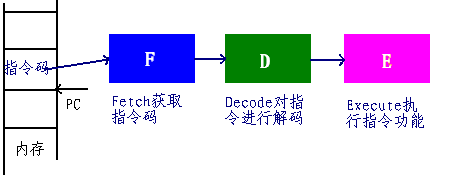 指令码
F
D
E
PC
Fetch获取
指令码
Decode对指
令进行解码
Execute执
行指令功能
内存